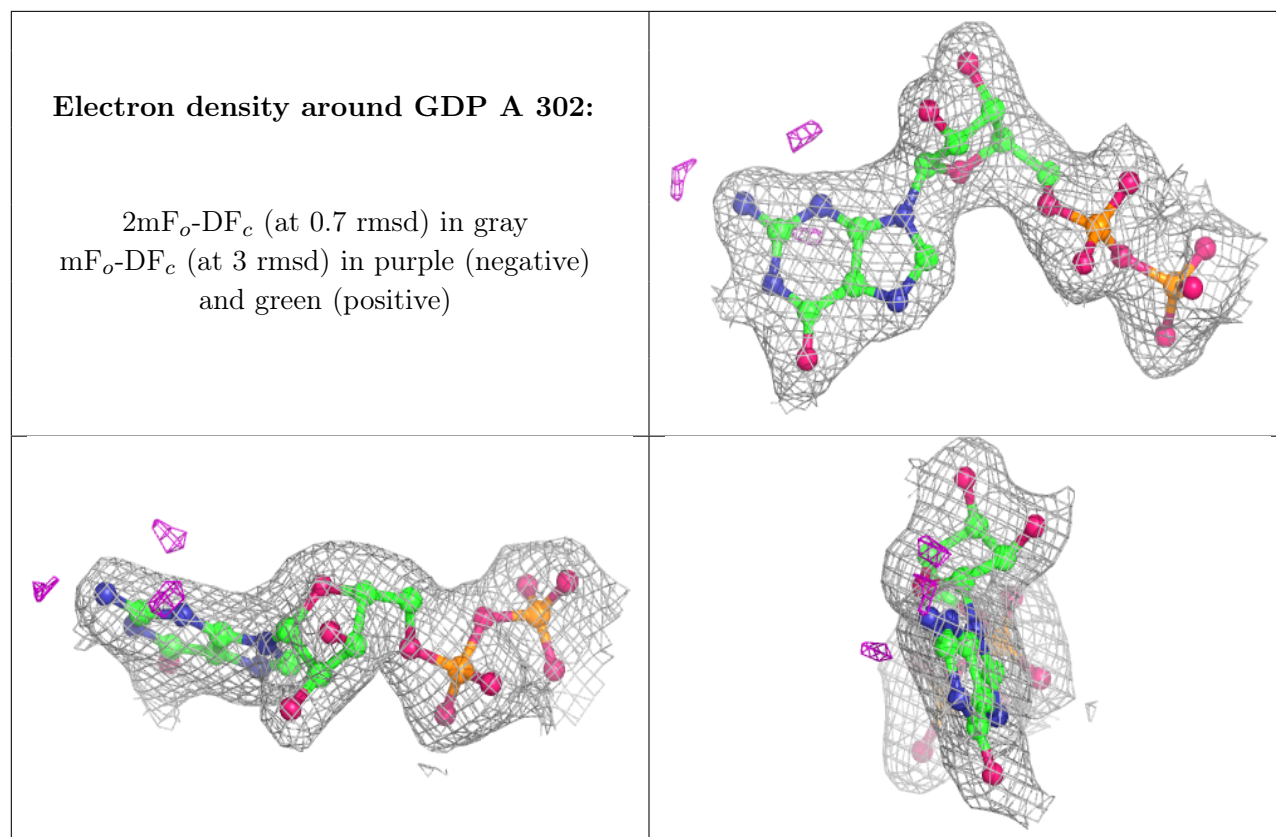 Electron density around GDP A 302:
2mFo-DFc (at 0.7 rmsd) in gray
mFo-DFc (at 3 rmsd) in purple (negative)
and green (positive)